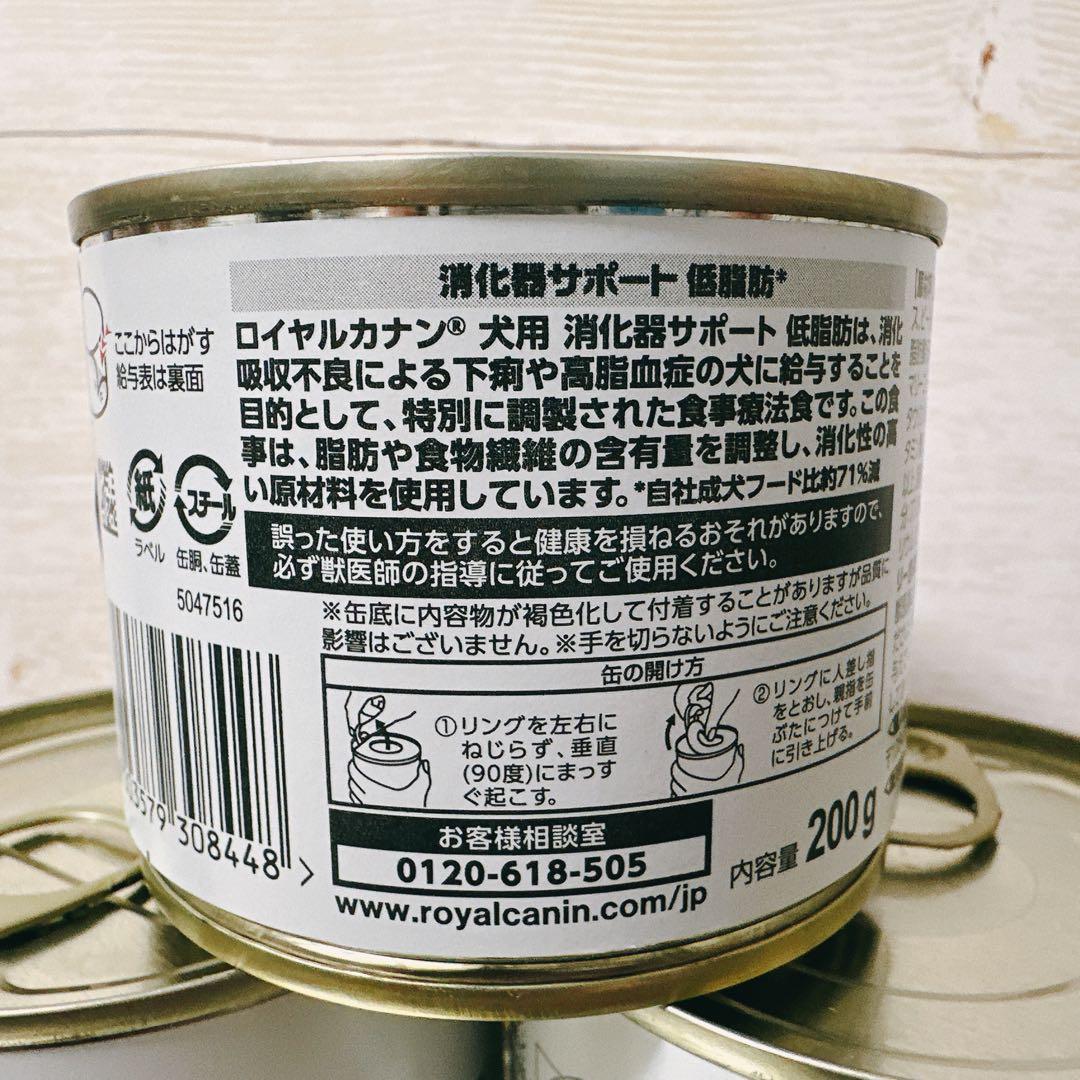 消化器サポート 低脂肪*
ロイヤルカナン® 犬用 消化器サポート 低脂肪は、消化
吸収不良による下痢や高脂血症の犬に給与することを
目的として、特別に調製された食事療法食です。この食
事は、脂肪や食物繊維の含有量を調整し、消化性の高
い原材料を使用しています。*自社成犬フード比約71%減
誤った使い方をすると健康を損ねるおそれがありますので、
必ず獣医師の指導に従ってご使用ください。
※缶底に内容物が褐色化して付着することがありますが品質に
影響はございません。※手を切らないようにご注意ください。
缶の開け方
①リングを左右に
ねじらず、垂直
(90度)にまっす
ぐ起こす。
②リングに人差し指
をとおし、親指を缶
ぶたにつけて手前
に引き上げる。
お客様相談室
0120-618-505
www.royalcanin.com/jp
内容量 200g
ここからはがす
給与表は裏面
紙
ラベル
スチール
缶胴、缶蓋
5047516
3579 308448 >